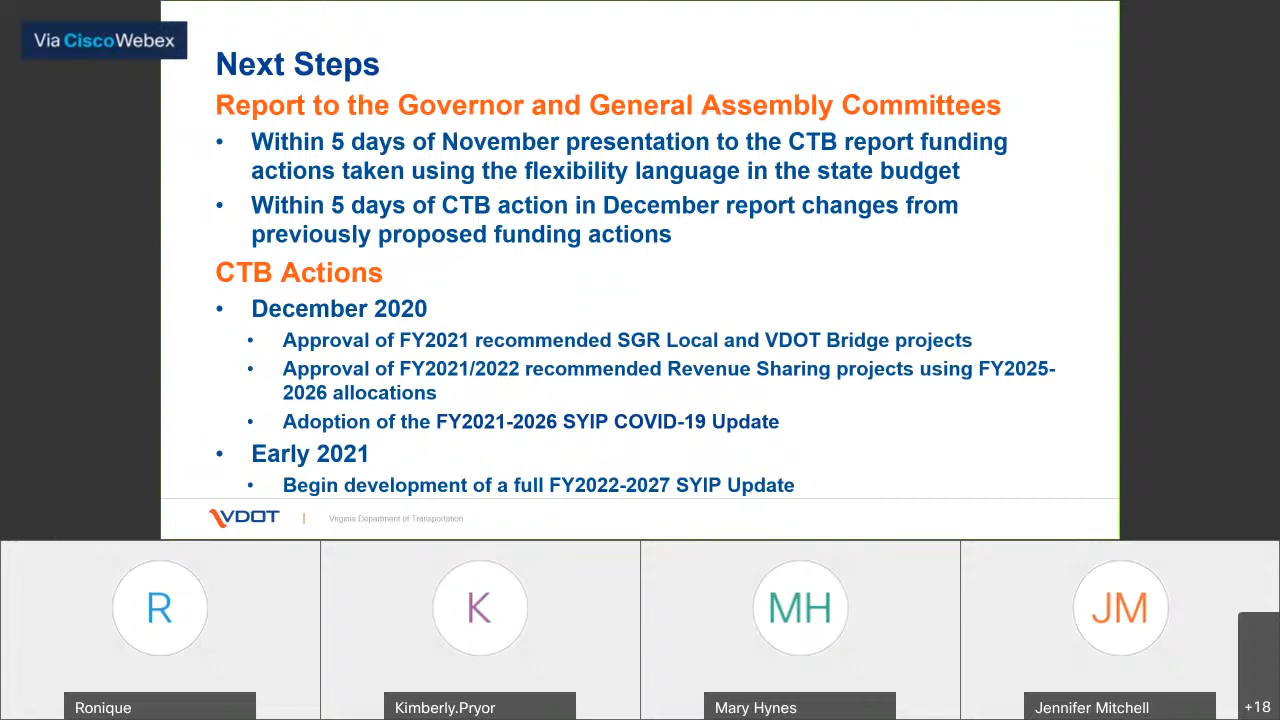 Via CiscoWebex
Next Steps
Report to the Governor and General Assembly Committees
• Within 5 days of November presentation to the CTB report funding
actions taken using the flexibility language in the state budget
• Within 5 days of CTB action in December report changes from
previously proposed funding actions
CTB Actions
• December 2020
• Approval of FY2021 recommended SGR Local and VDOT Bridge projects
• Approval of FY2021/2022 recommended Revenue Sharing projects using FY2025-
2026 allocations
• Adoption of the FY2021-2026 SYIP COVID-19 Update
• Early 2021
• Begin development of a full FY2022-2027 SYIP Update
VDOT | Virginia Department of Transportation
R
K
MH
JM
Ronique
Kimberly.Pryor
Mary Hynes
Jennifer Mitchell
+18